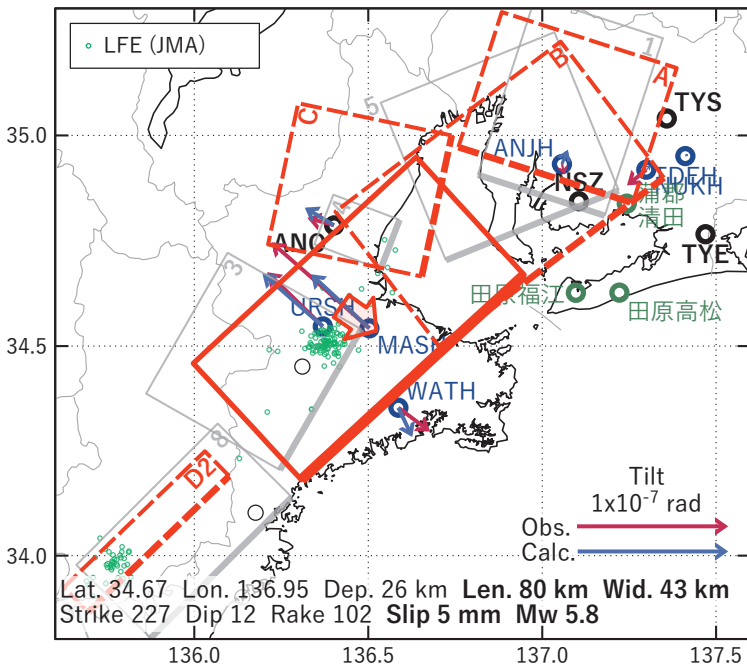 LFE (JMA)
1
B
A
TYS
5
C
35.0
ANJH
NSZ
清田
TYE
4
ANO
3
田原福江
田原高松
URSH
MASH
34.5
WATH
8
D2
Tilt
1x10⁻⁷ rad
Obs.
Calc.
34.0
Lat. 34.67 Lon. 136.95 Dep. 26 km Len. 80 km Wid. 43 km
Strike 227 Dip 12 Rake 102 Slip 5 mm Mw 5.8
136.0 136.5 137.0 137.5